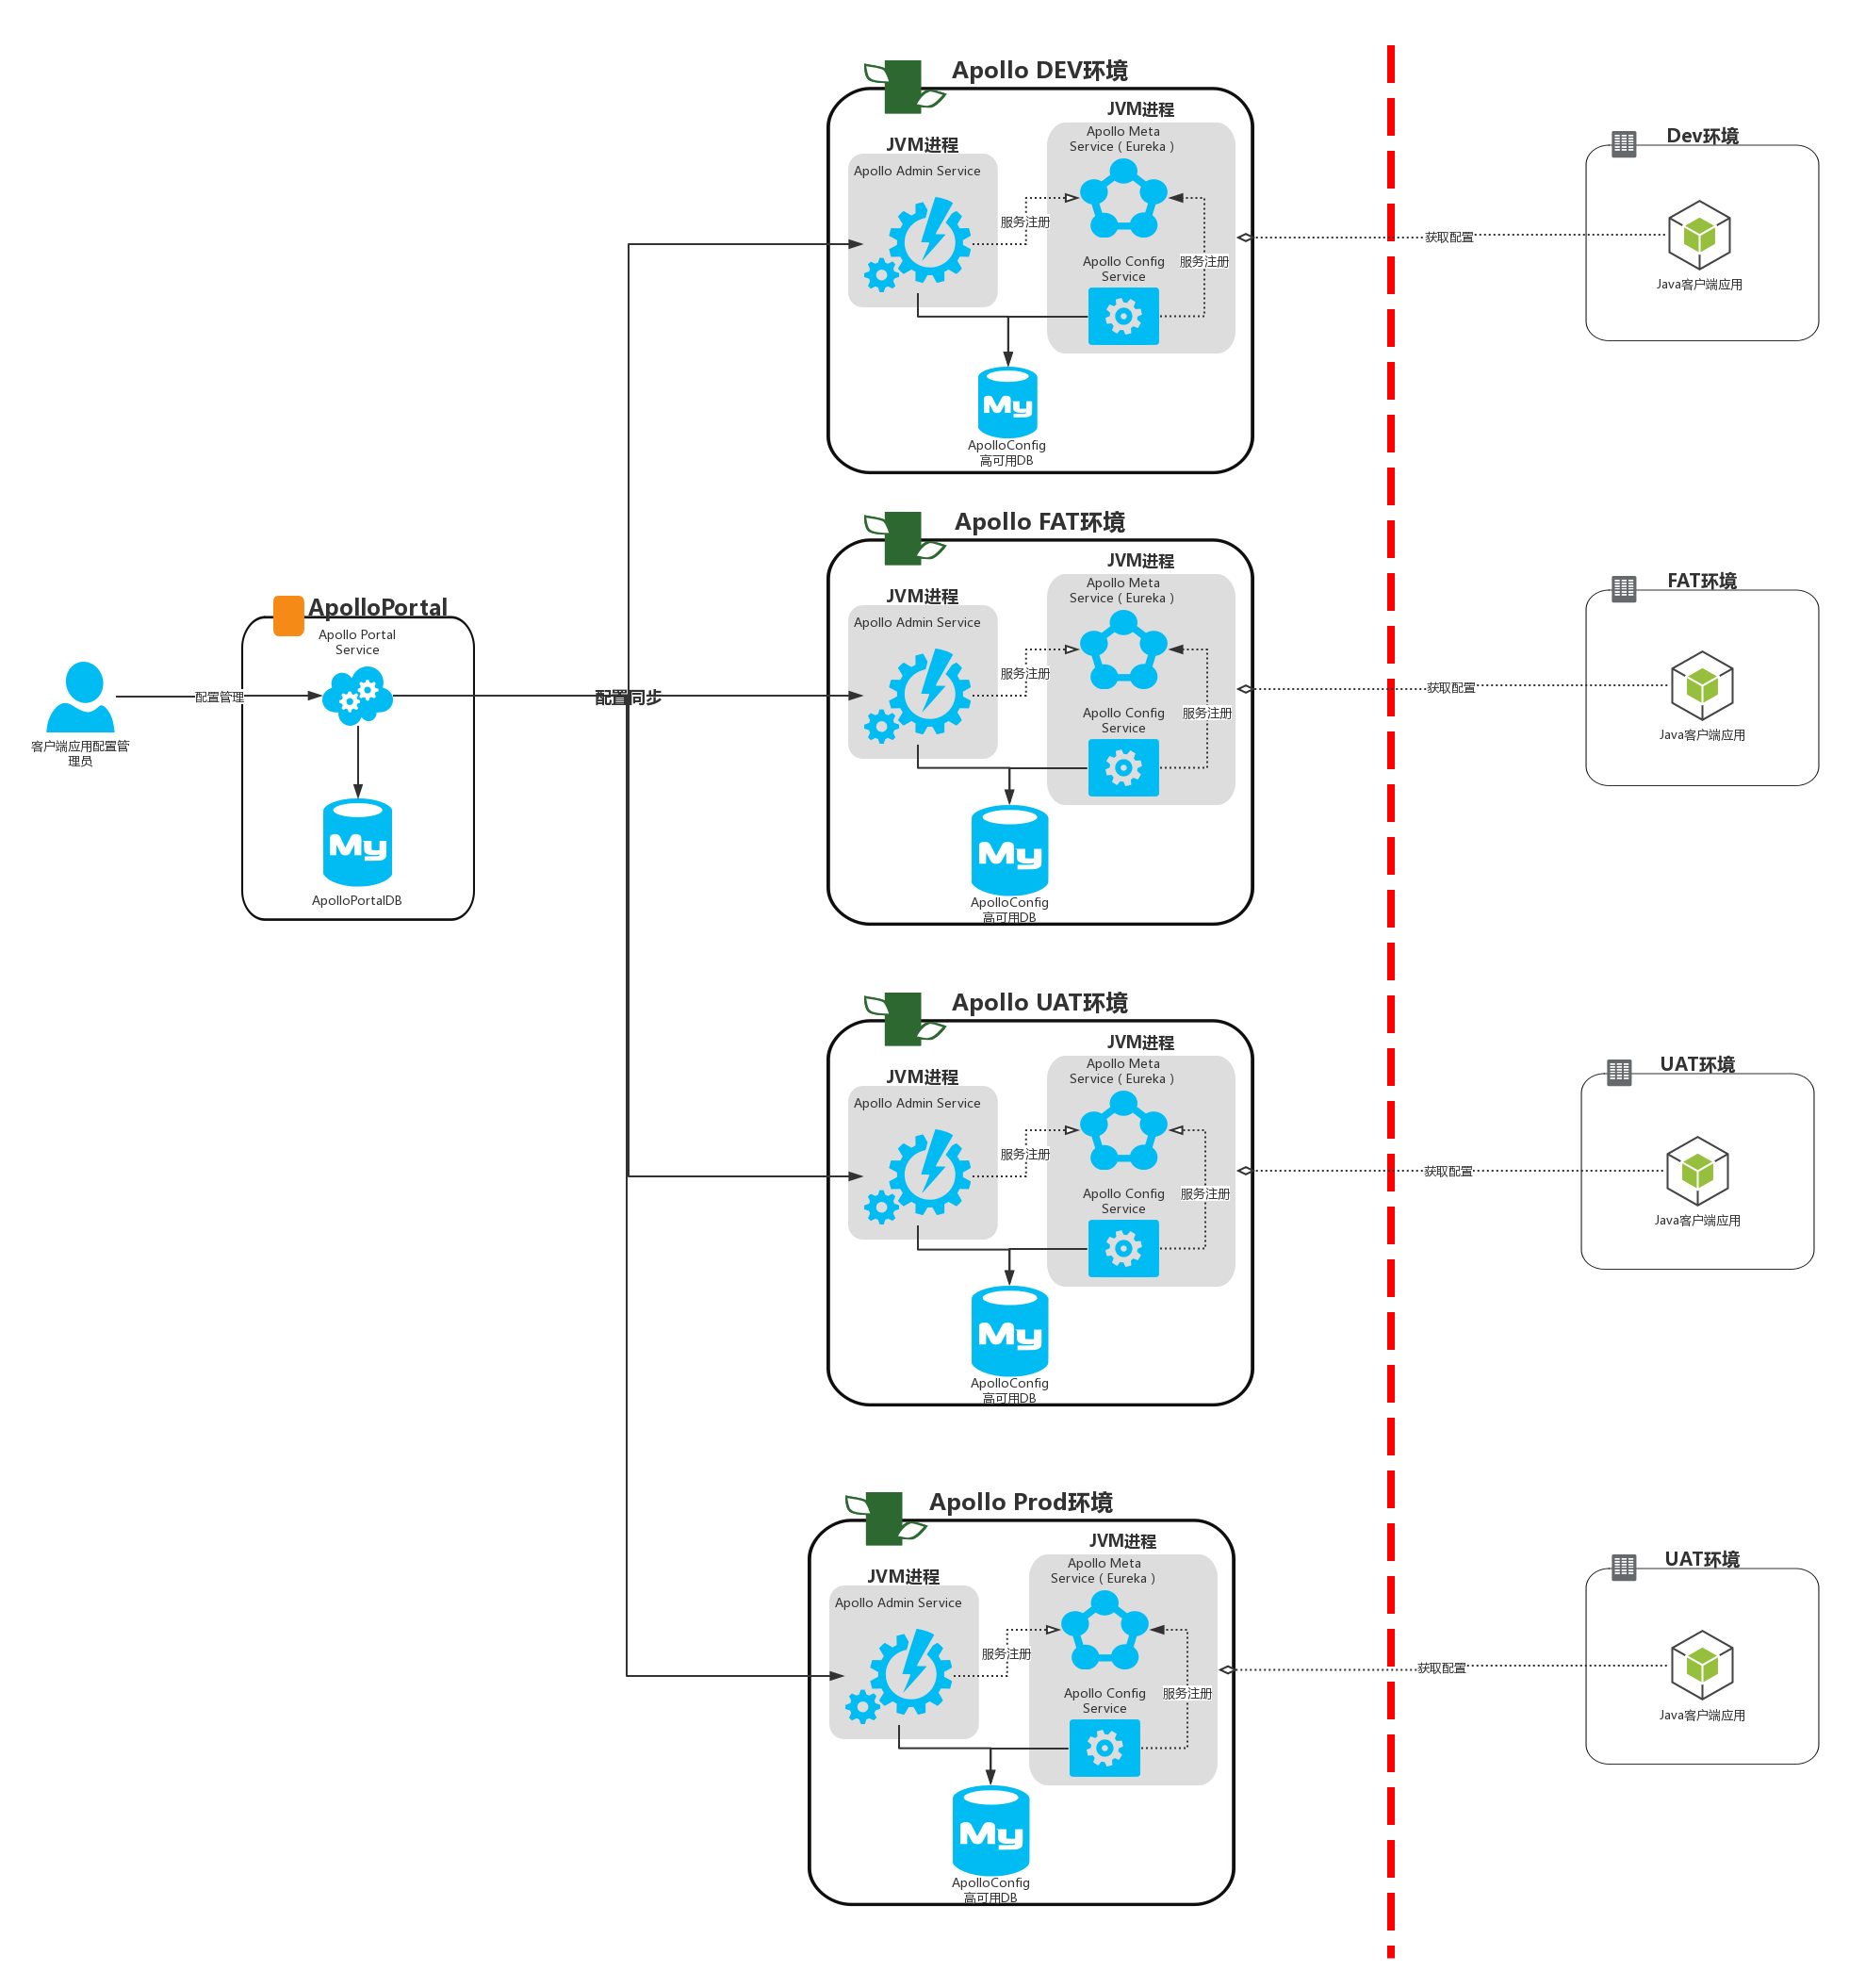 客户端应用配置管
理员
配置管理
ApolloPortal
Apollo Portal
Service
ApolloPortalDB
配置同步
Apollo DEV环境
JVM进程
Apollo Admin Service
服务注册
JVM进程
Apollo Meta
Service ( Eureka )
Apollo Config
Service
服务注册
ApolloConfig
高可用DB
获取配置
Dev环境
Java客户端应用
Apollo FAT环境
JVM进程
Apollo Admin Service
服务注册
JVM进程
Apollo Meta
Service ( Eureka )
Apollo Config
Service
服务注册
ApolloConfig
高可用DB
获取配置
FAT环境
Java客户端应用
Apollo UAT环境
JVM进程
Apollo Admin Service
服务注册
JVM进程
Apollo Meta
Service ( Eureka )
Apollo Config
Service
服务注册
ApolloConfig
高可用DB
获取配置
UAT环境
Java客户端应用
Apollo Prod环境
JVM进程
Apollo Admin Service
服务注册
JVM进程
Apollo Meta
Service ( Eureka )
Apollo Config
Service
服务注册
ApolloConfig
高可用DB
获取配置
UAT环境
Java客户端应用
My
My
My
My
My